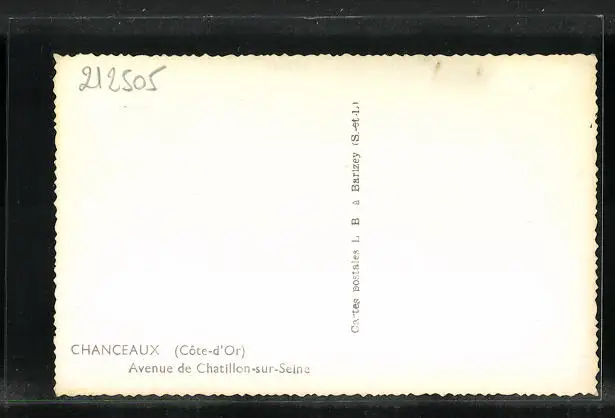 212505
Cartes postales L B à Barizey (S.-et-L.)
CHANCEAUX (Côte-d'Or)
Avenue de Chatillon-sur-Seine